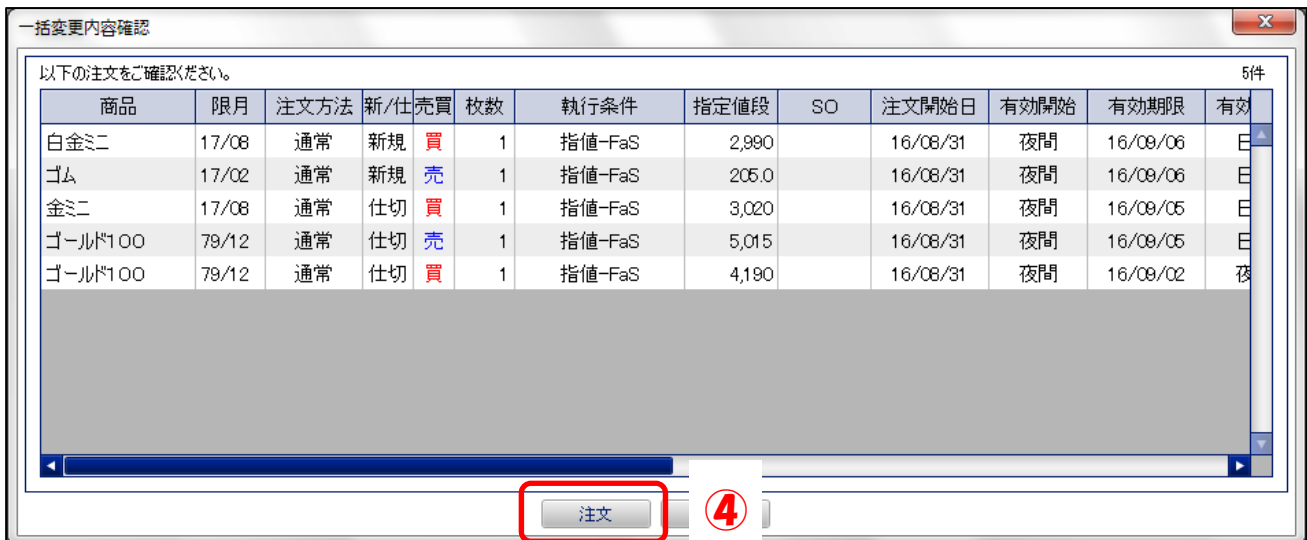 一括変更内容確認
以下の注文をご確認ください。 5件
商品 限月 注文方法 新/仕 売買 枚数 執行条件 指定値段 SO 注文開始日 有効開始 有効期限 有効
白金ミニ 17/08 通常 新規 買 1 指値-FaS 2,990 16/08/31 夜間 16/09/06 日
ゴム 17/02 通常 新規 売 1 指値-FaS 205.0 16/08/31 夜間 16/09/06 日
金ミニ 17/08 通常 仕切 買 1 指値-FaS 3,020 16/08/31 夜間 16/09/05 日
ゴールド100 79/12 通常 仕切 売 1 指値-FaS 5,015 16/08/31 夜間 16/09/05 日
ゴールド100 79/12 通常 仕切 買 1 指値-FaS 4,190 16/08/31 夜間 16/09/02 夜
注文 ④